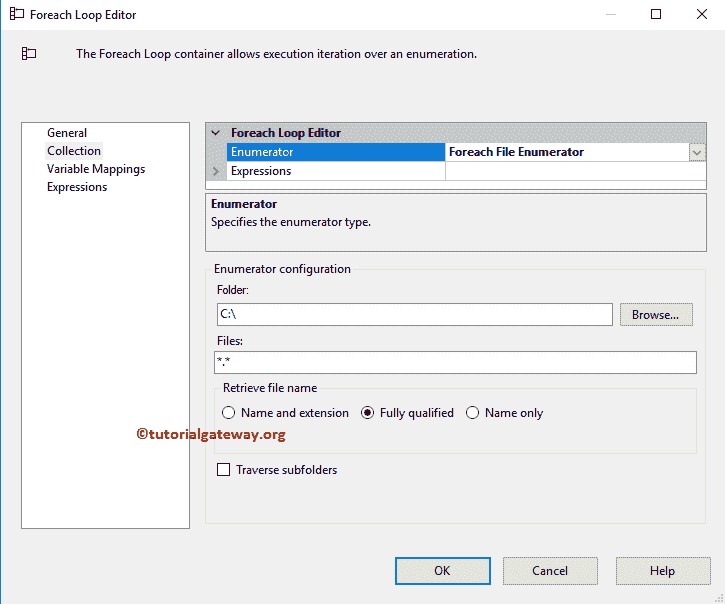 Foreach Loop Editor
The Foreach Loop container allows execution iteration over an enumeration.
General
Collection
Variable Mappings
Expressions
Foreach Loop Editor
Enumerator Foreach File Enumerator
Expressions
Enumerator
Specifies the enumerator type.
Enumerator configuration
Folder:
C:\ Browse...
Files:
*.*
Retrieve file name
Name and extension Fully qualified Name only
©tutorialgateway.org
Traverse subfolders
OK Cancel Help